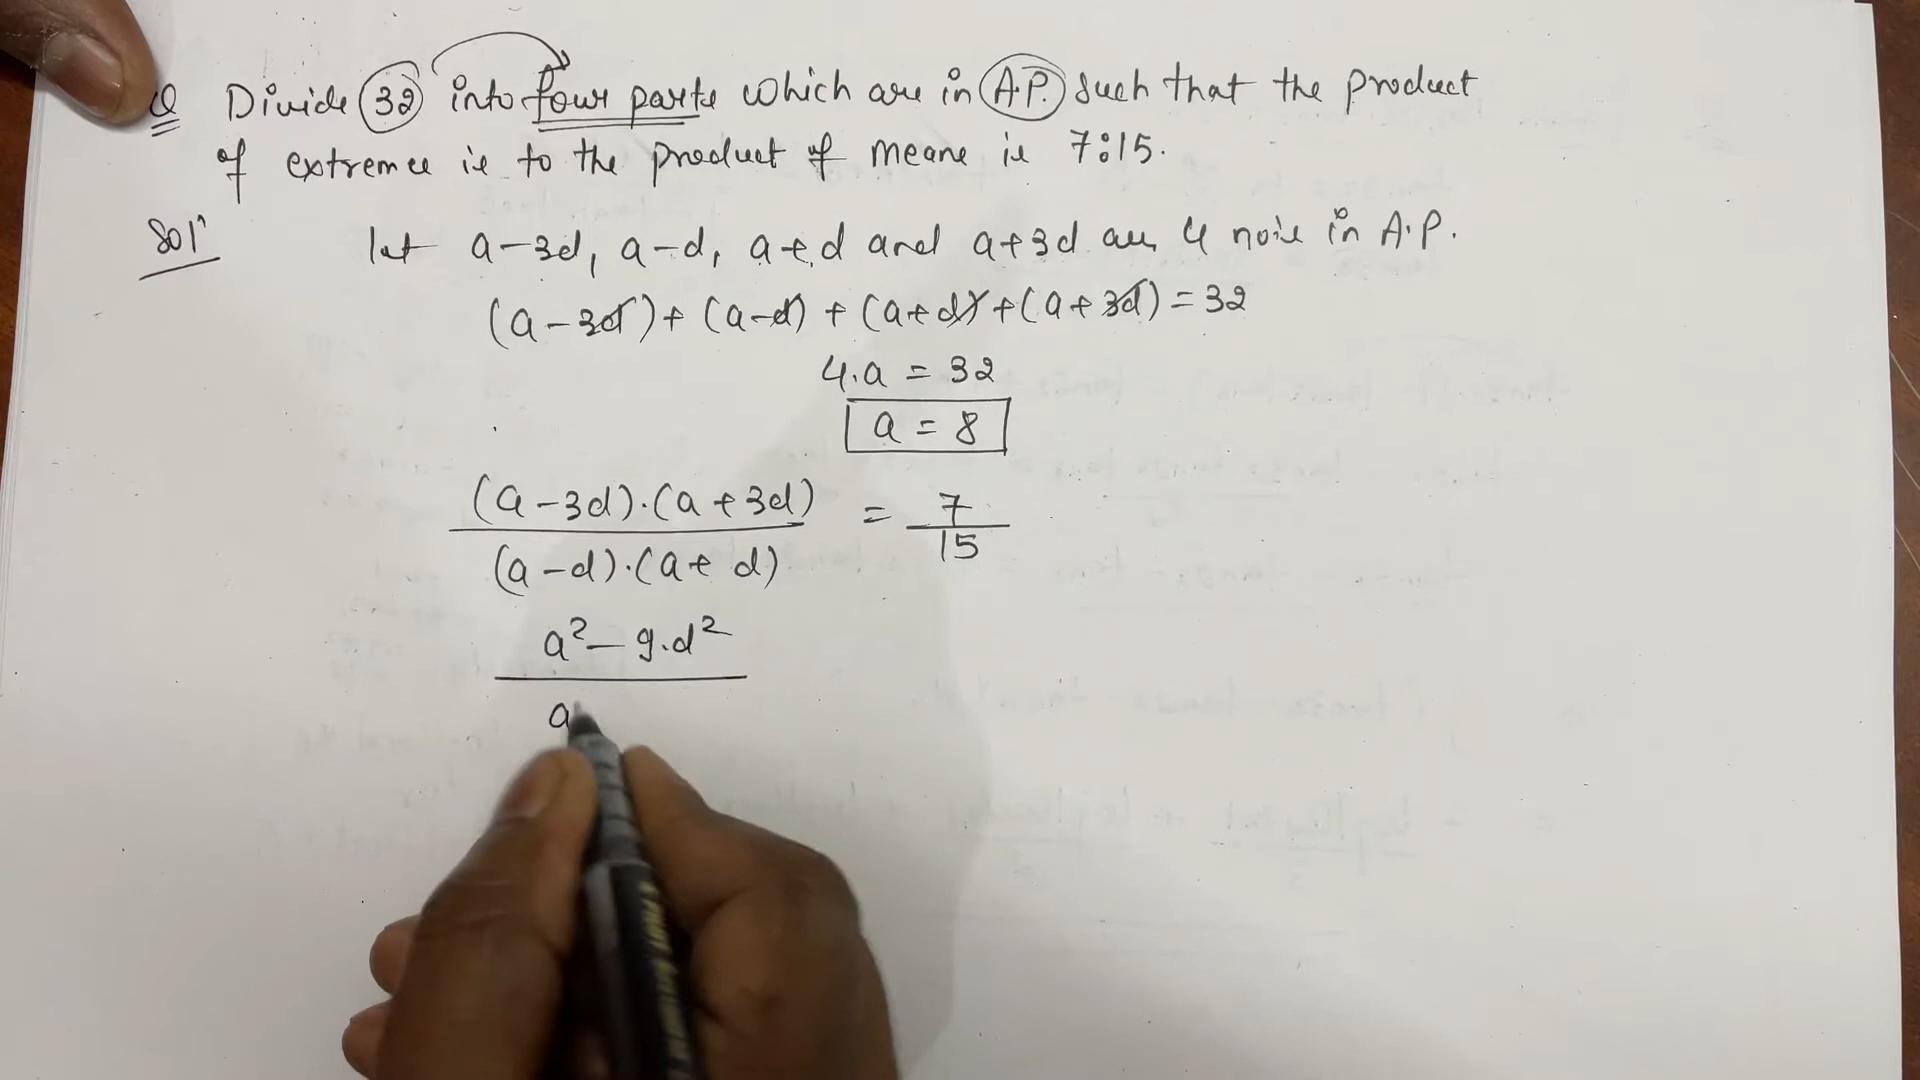 Q Divide 32 into four parts which are in A.P. such that the product
of extremes is to the product of means is 7:15.
Solⁿ let a-3d, a-d, a+d and a+3d are 4 no's in A.P.
(a-3d)+(a-d)+(a+d)+(a+3d)=32
4.a = 32
a = 8
(a-3d).(a+3d) = 7
(a-d).(a+d) 15
a²-9.d²
a